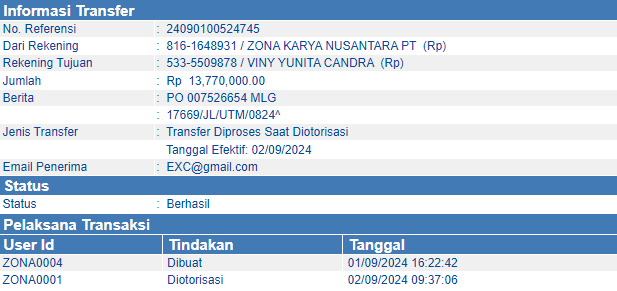 Informasi Transfer
No. Referensi : 24090100524745
Dari Rekening : 816-1648931 / ZONA KARYA NUSANTARA PT (Rp)
Rekening Tujuan : 533-5509878 / VINY YUNITA CANDRA (Rp)
Jumlah : Rp 13,770,000.00
Berita : PO 007526654 MLG
: 17669/JL/UTM/0824^
Jenis Transfer : Transfer Diproses Saat Diotorisasi
Tanggal Efektif: 02/09/2024
Email Penerima : EXC@gmail.com
Status
Status : Berhasil
Pelaksana Transaksi
User Id Tindakan Tanggal
ZONA0004 Dibuat 01/09/2024 16:22:42
ZONA0001 Diotorisasi 02/09/2024 09:37:06